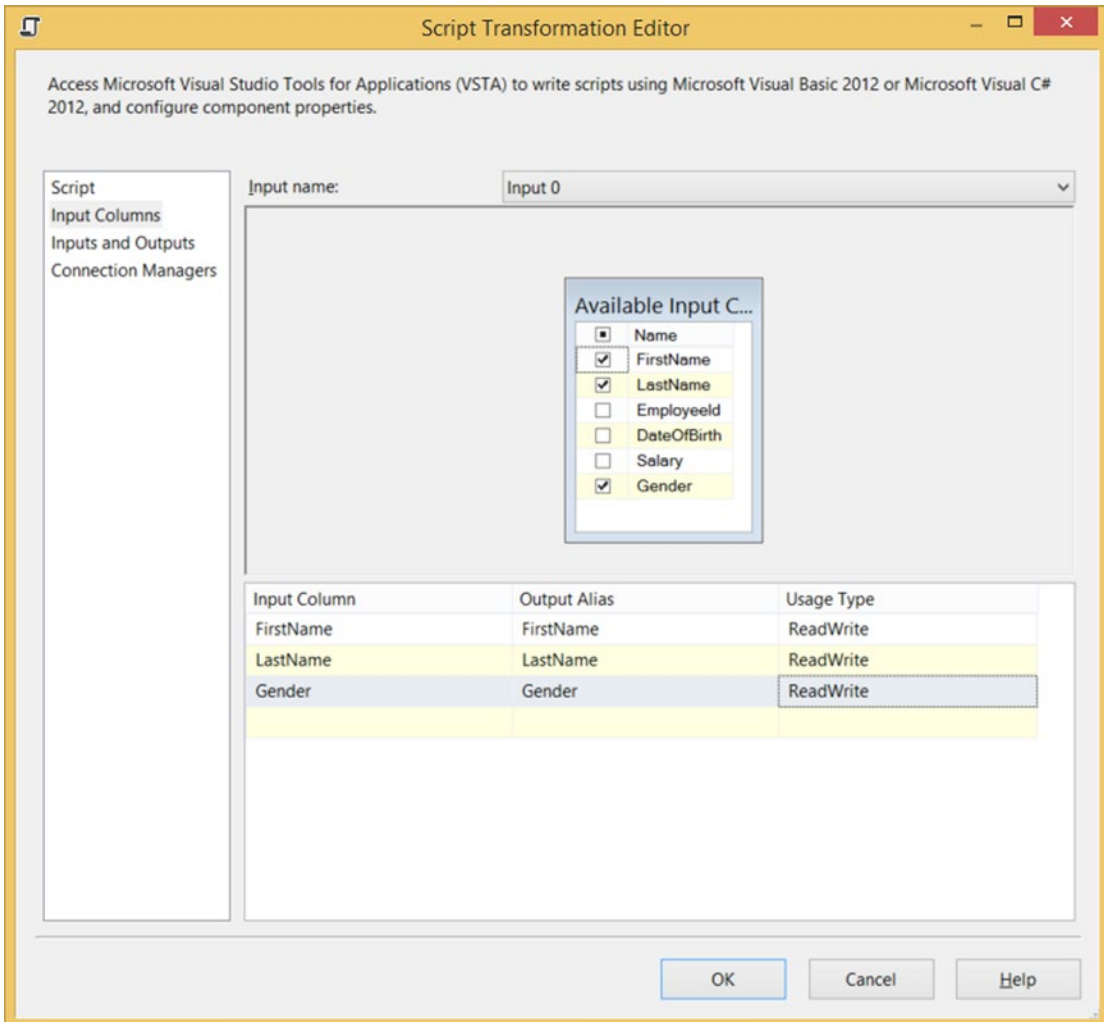 Script Transformation Editor
Access Microsoft Visual Studio Tools for Applications (VSTA) to write scripts using Microsoft Visual Basic 2012 or Microsoft Visual C#
2012, and configure component properties.
Script
Input Columns
Inputs and Outputs
Connection Managers
Input name:
Input 0
Available Input C...
Name
FirstName
LastName
EmployeeId
DateOfBirth
Salary
Gender
Input Column Output Alias Usage Type
FirstName FirstName ReadWrite
LastName LastName ReadWrite
Gender Gender ReadWrite
OK Cancel Help